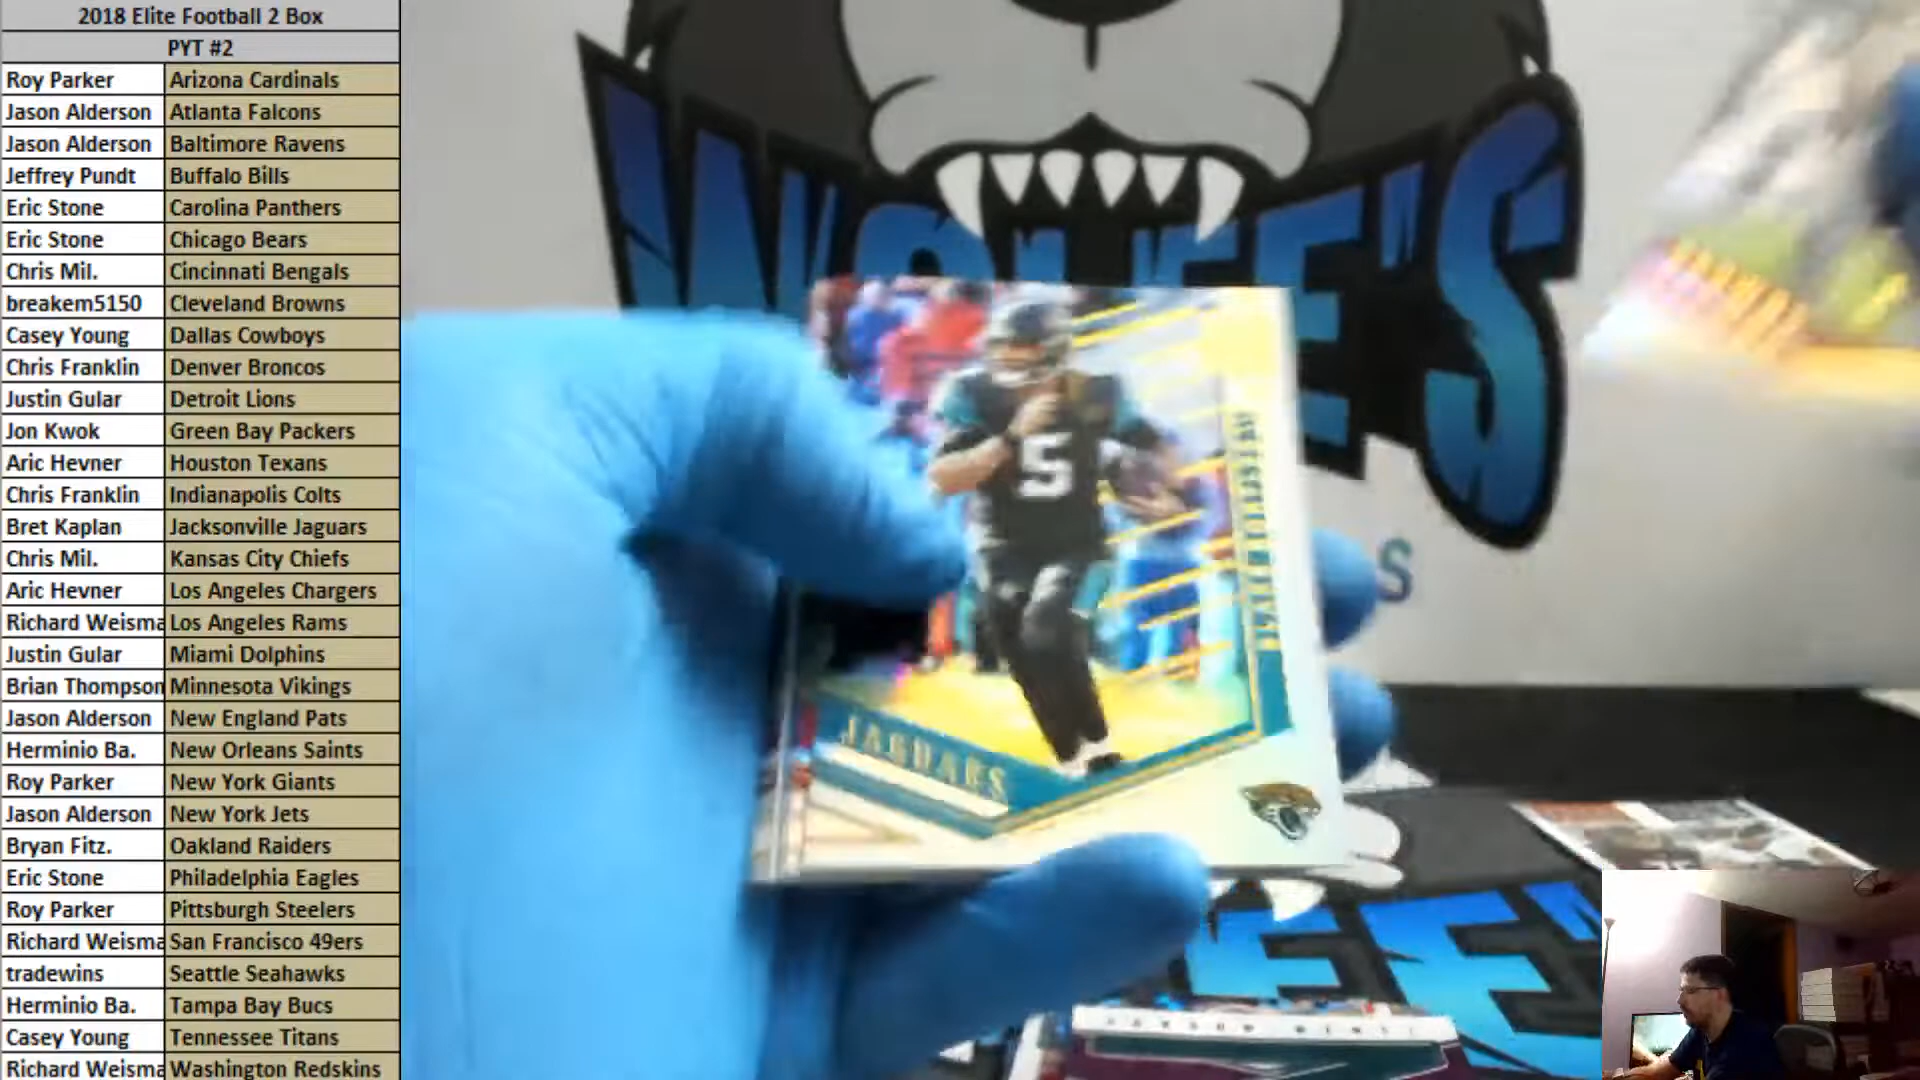 2018 Elite Football 2 Box
PYT #2
Roy Parker Arizona Cardinals
Jason Alderson Atlanta Falcons
Jason Alderson Baltimore Ravens
Jeffrey Pundt Buffalo Bills
Eric Stone Carolina Panthers
Eric Stone Chicago Bears
Chris Mil. Cincinnati Bengals
breakem5150 Cleveland Browns
Casey Young Dallas Cowboys
Chris Franklin Denver Broncos
Justin Gular Detroit Lions
Jon Kwok Green Bay Packers
Aric Hevner Houston Texans
Chris Franklin Indianapolis Colts
Bret Kaplan Jacksonville Jaguars
Chris Mil. Kansas City Chiefs
Aric Hevner Los Angeles Chargers
Richard Weisma Los Angeles Rams
Justin Gular Miami Dolphins
Brian Thompson Minnesota Vikings
Jason Alderson New England Pats
Herminio Ba. New Orleans Saints
Roy Parker New York Giants
Jason Alderson New York Jets
Bryan Fitz. Oakland Raiders
Eric Stone Philadelphia Eagles
Roy Parker Pittsburgh Steelers
Richard Weisma San Francisco 49ers
tradewins Seattle Seahawks
Herminio Ba. Tampa Bay Bucs
Casey Young Tennessee Titans
Richard Weisma Washington Redskins
WOLFE'S
S
5
JAGUARS